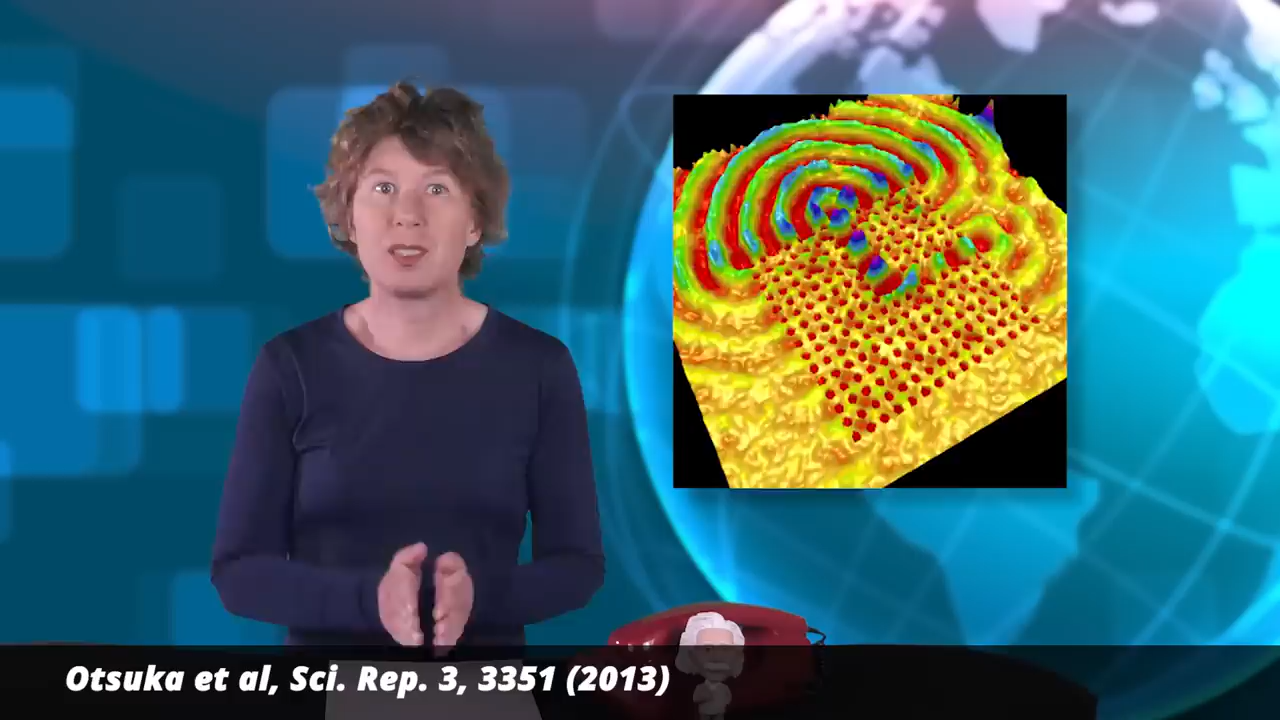 Otsuka et al, Sci. Rep. 3, 3351 (2013)